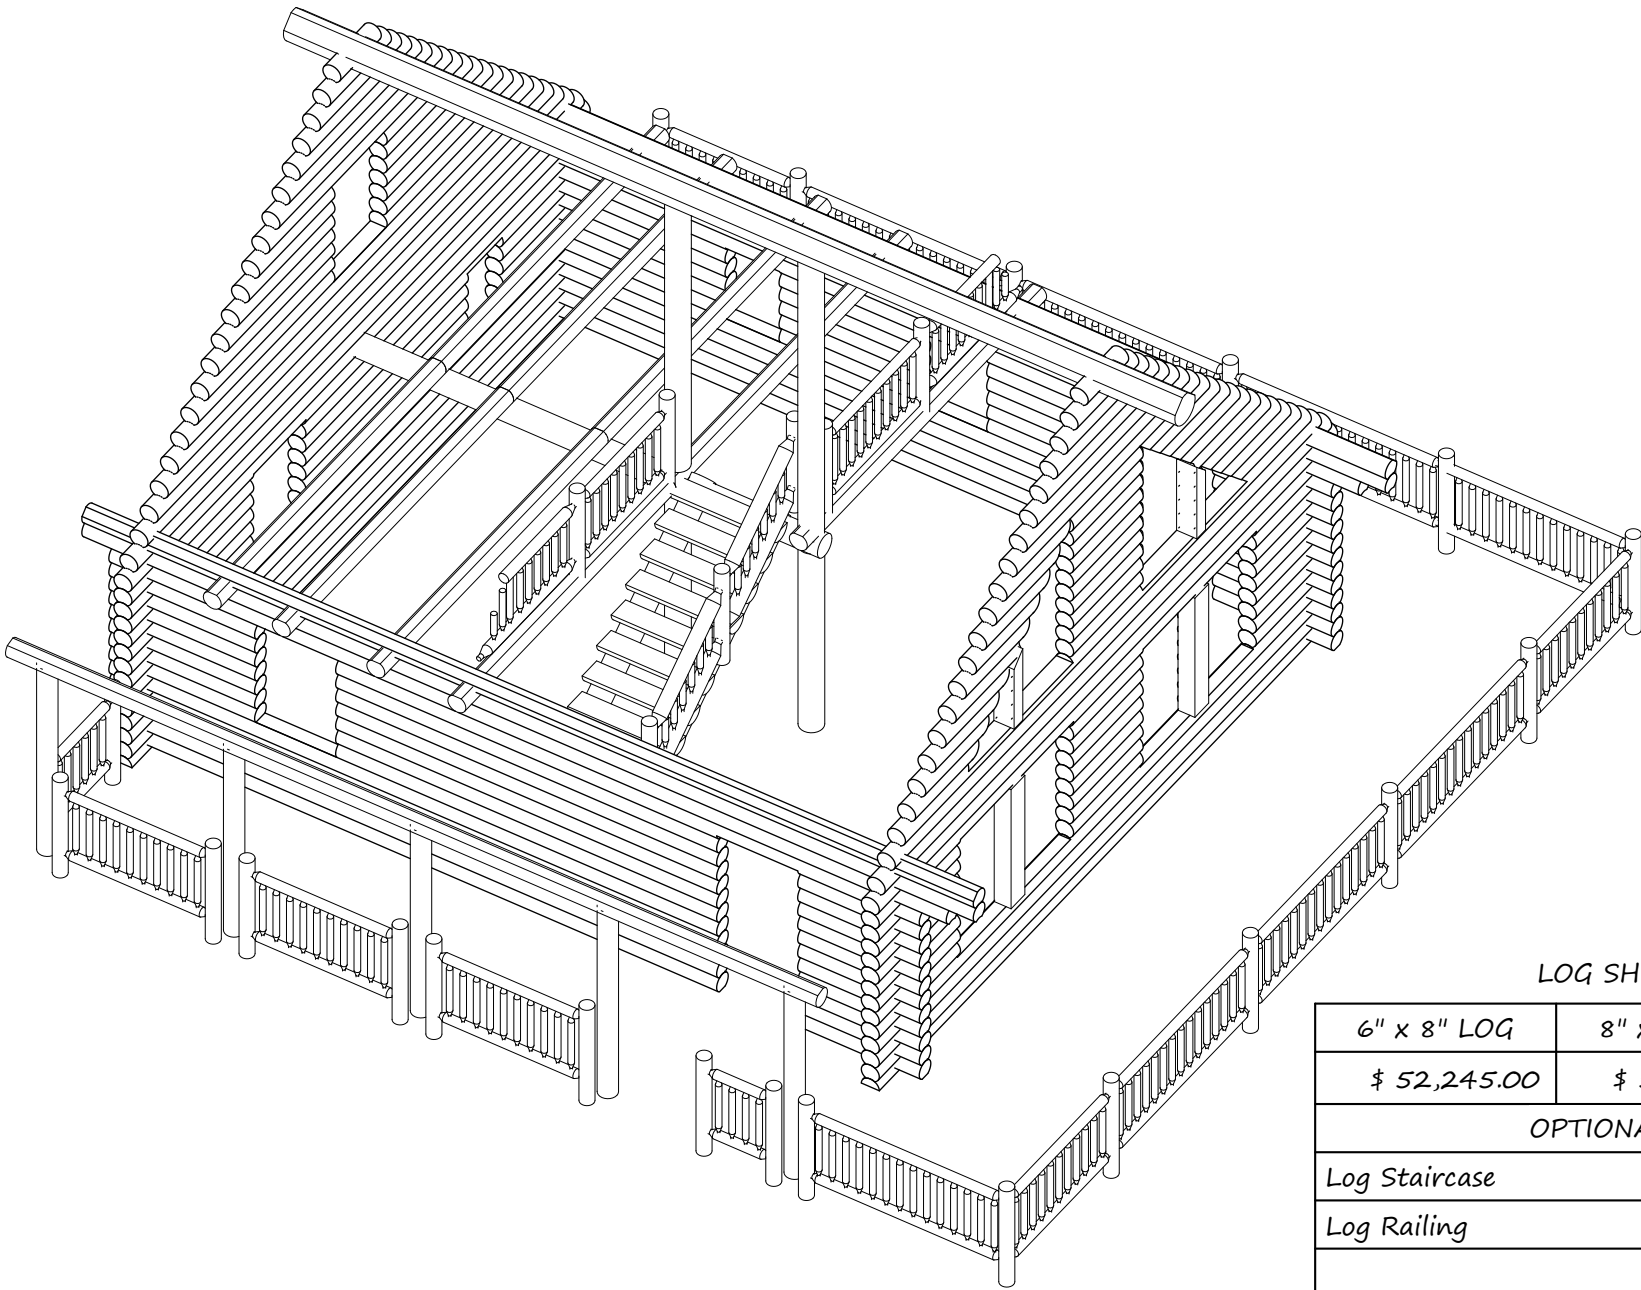 LOG SH
6" x 8" LOG 8"
$ 52,245.00 $
OPTIONA
Log Staircase
Log Railing